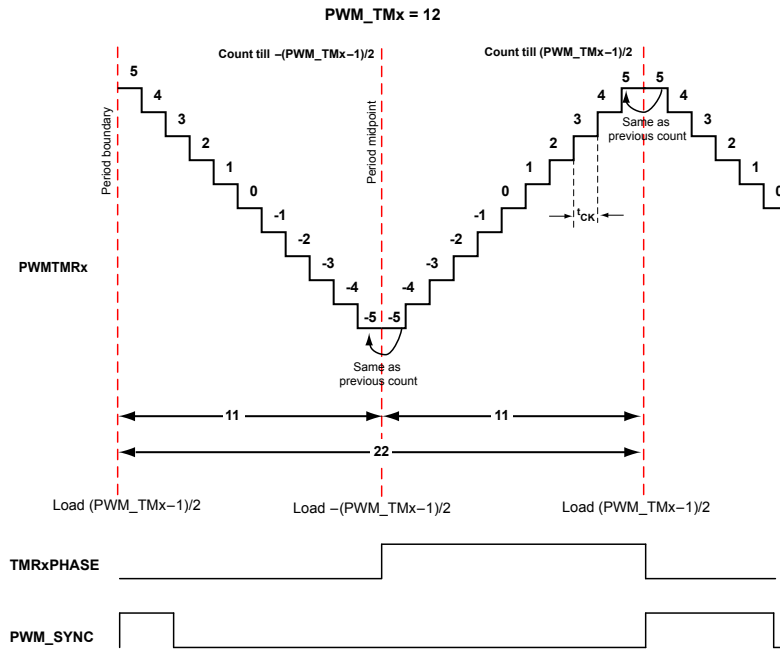 PWM_TMx = 12
Count till –(PWM_TMx–1)/2
Count till (PWM_TMx–1)/2
Period boundary
Period midpoint
5
4
3
2
1
0
-1
-2
-3
-4
-5
-5
-4
-3
-2
-1
0
1
2
3
4
5
5
4
3
2
1
0
Same as
previous count
tCK
PWMTMRx
Same as
previous count
11
11
22
Load (PWM_TMx–1)/2
Load –(PWM_TMx–1)/2
Load (PWM_TMx–1)/2
TMRxPHASE
PWM_SYNC